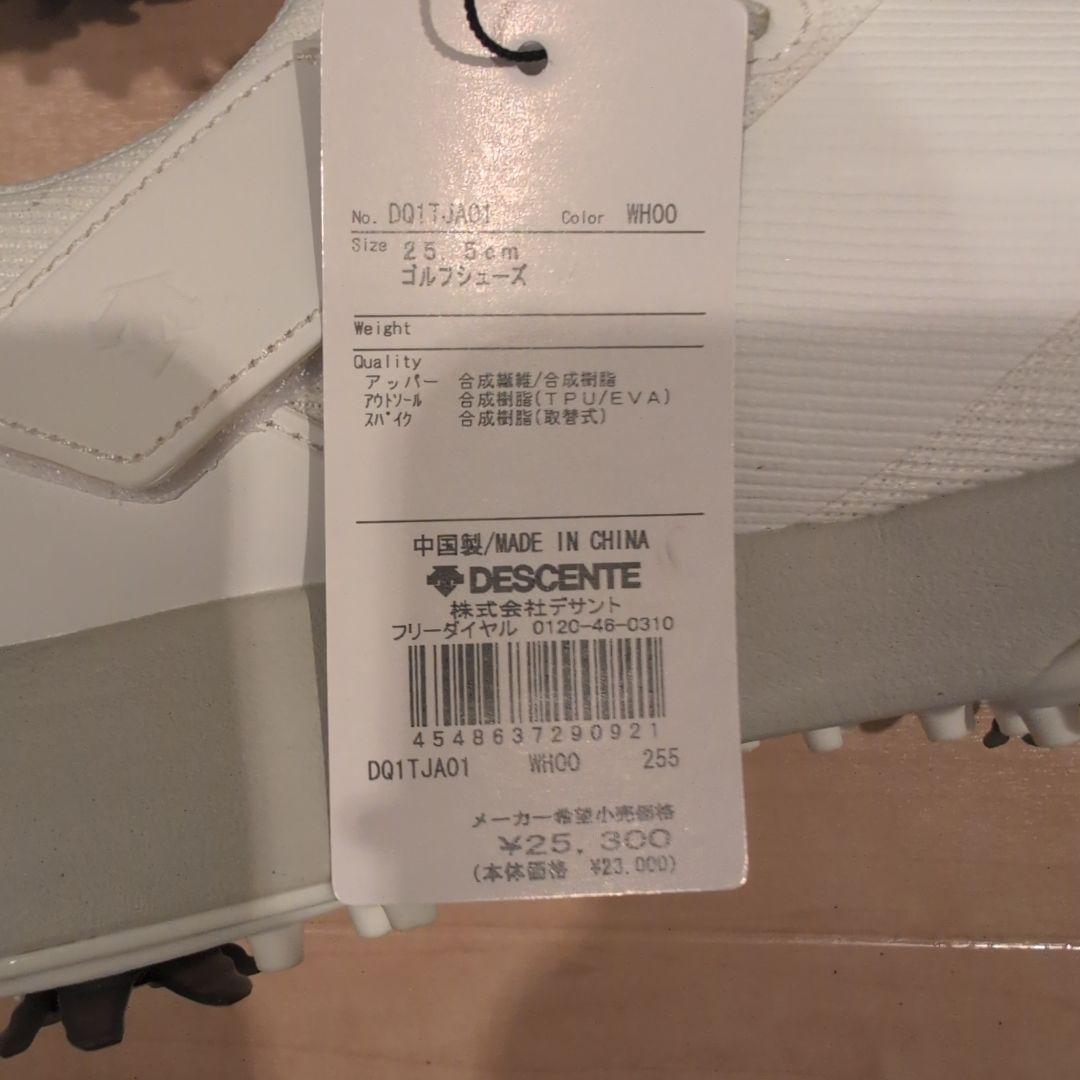 No. DQ1TJA01 Color WH00
Size 25.5cm
ゴルフシューズ
Weight
Quality
アッパー 合成繊維/合成樹脂
ｱｳﾄｿｰﾙ 合成樹脂(TPU/EVA)
ｽﾊﾟｲｸ 合成樹脂(取替式)
中国製/MADE IN CHINA
DESCENTE
株式会社デサント
フリーダイヤル 0120-46-0310
4548637290921
DQ1TJA01 WH00 255
メーカー希望小売価格
¥25,300
(本体価格 ¥23,000)